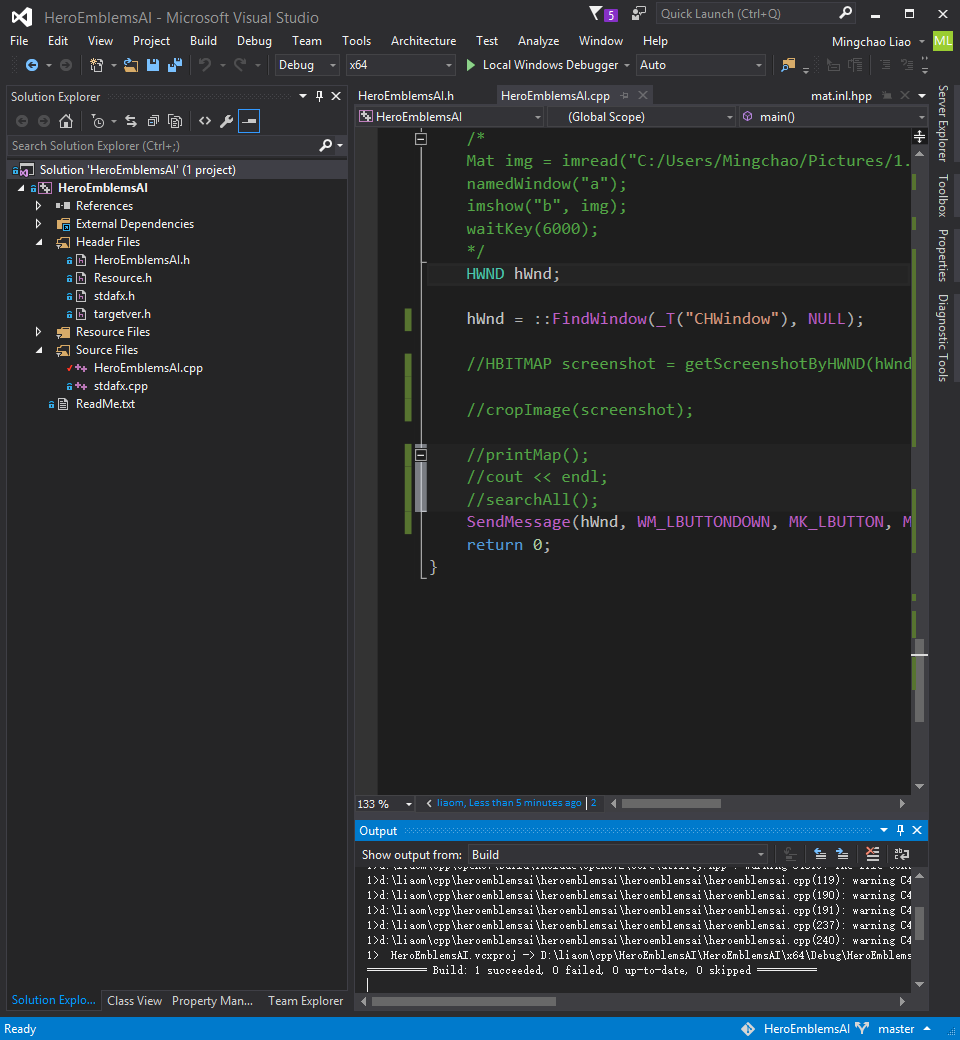 HeroEmblemsAI - Microsoft Visual Studio
5
Quick Launch (Ctrl+Q)
File Edit View Project Build Debug Team Tools Architecture Test Analyze Window Help
Mingchao Liao
ML
Debug x64 Local Windows Debugger Auto
Solution Explorer
Search Solution Explorer (Ctrl+;)
Solution 'HeroEmblemsAI' (1 project)
HeroEmblemsAI
References
External Dependencies
Header Files
HeroEmblemsAI.h
Resource.h
stdafx.h
targetver.h
Resource Files
Source Files
HeroEmblemsAI.cpp
stdafx.cpp
ReadMe.txt
Solution Explo... Class View Property Man... Team Explorer
HeroEmblemsAI.h HeroEmblemsAI.cpp mat.inl.hpp
HeroEmblemsAI (Global Scope) main()
/*
Mat img = imread("C:/Users/Mingchao/Pictures/1.
namedWindow("a");
imshow("b", img);
waitKey(6000);
*/
HWND hWnd;
hWnd = ::FindWindow(_T("CHWindow"), NULL);
//HBITMAP screenshot = getScreenshotByHWND(hWnd
//cropImage(screenshot);
//printMap();
//cout << endl;
//searchAll();
SendMessage(hWnd, WM_LBUTTONDOWN, MK_LBUTTON, M
return 0;
}
133 % liaom, Less than 5 minutes ago | 2
Output
Show output from: Build
1>d:\liaom\cpp\heroemblemsai\heroemblemsai\heroemblemsai.cpp(119): warning C4
1>d:\liaom\cpp\heroemblemsai\heroemblemsai\heroemblemsai.cpp(190): warning C4
1>d:\liaom\cpp\heroemblemsai\heroemblemsai\heroemblemsai.cpp(191): warning C4
1>d:\liaom\cpp\heroemblemsai\heroemblemsai\heroemblemsai.cpp(237): warning C4
1>d:\liaom\cpp\heroemblemsai\heroemblemsai\heroemblemsai.cpp(240): warning C4
1>  HeroEmblemsAI.vcxproj -> D:\liaom\cpp\HeroEmblemsAI\HeroEmblemsAI\x64\Debug\HeroEmblems
========== Build: 1 succeeded, 0 failed, 0 up-to-date, 0 skipped ==========
Server Explorer
Toolbox
Properties
Diagnostic Tools
Ready
HeroEmblemsAI master